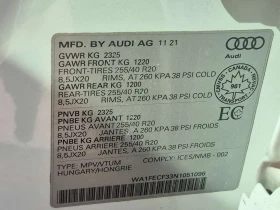 MFD. BY AUDI AG 11 21
Audi
GVWR KG 2325
GAWR FRONT KG 1220
FRONT-TIRES 255/40 R20
8,5JX20 RIMS, AT 260 KPA 38 PSI COLD
GAWR REAR KG 1200
REAR-TIRES 255/40 R20
8,5JX20 RIMS, AT 260 KPA 38 PSI COLD
961
PNVB KG 2325
PNBE KG AVANT 1220
PNEUS AVANT 255/40 R20
8,5JX20 JANTES, A 260 KPA 38 PSI FROIDS
PNBE KG ARRIERE 1200
PNEUS ARRIERE 255/40 R20
8,5JX20 JANTES, A 260 KPA 38 PSI FROIDS
EC
TYPE: MPV/VTUM COMPLY ICES/NMB-002
HUNGARY/HONGRIE